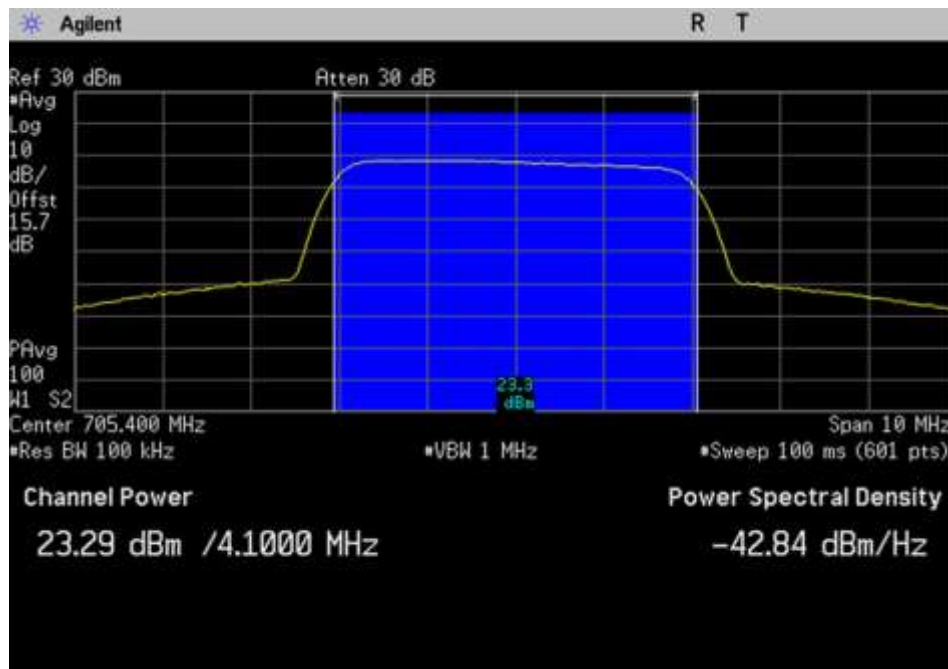 Agilent R T
Ref 30 dBm Atten 30 dB
*Avg
Log
10
dB/
Offst
15.7
dB
PAvg
100
W1 S2
23.3
dBm
Center 705.400 MHz Span 10 MHz
*Res BW 100 kHz *VBW 1 MHz *Sweep 100 ms (601 pts)
Channel Power Power Spectral Density
23.29 dBm /4.1000 MHz -42.84 dBm/Hz